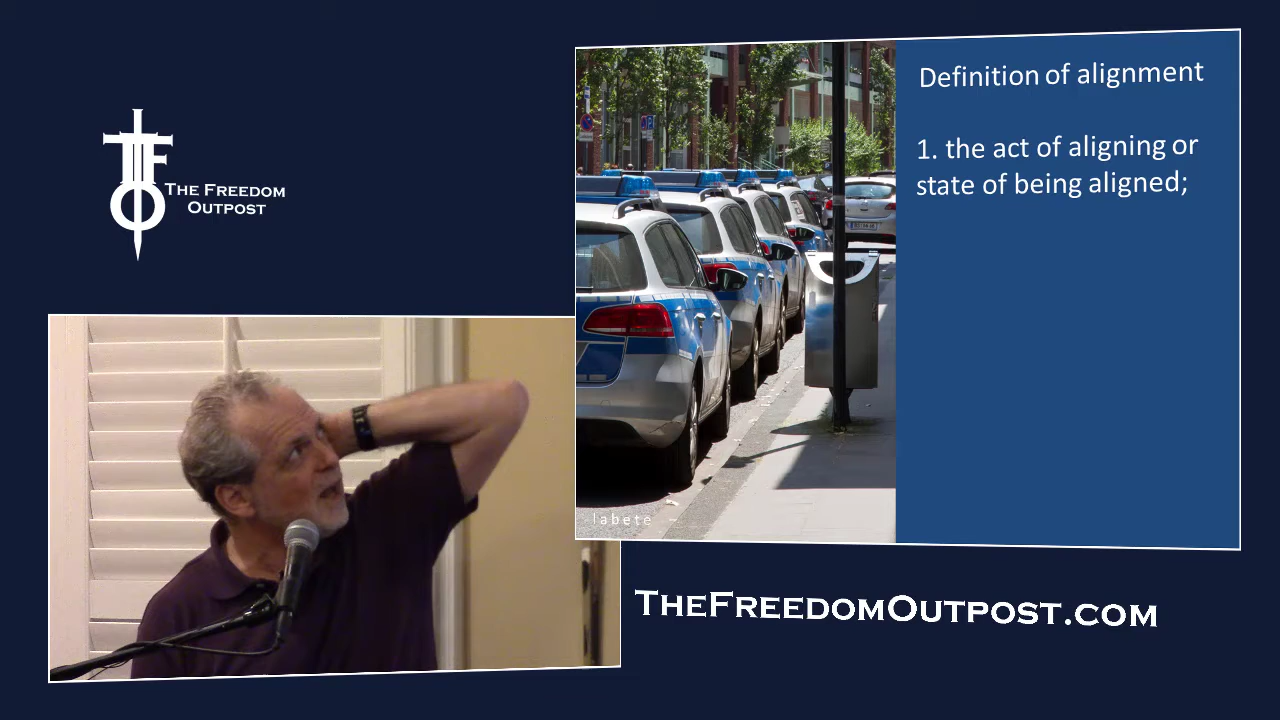 The Freedom
Outpost
Definition of alignment
1. the act of aligning or
state of being aligned;
labete
TheFreedomOutpost.com